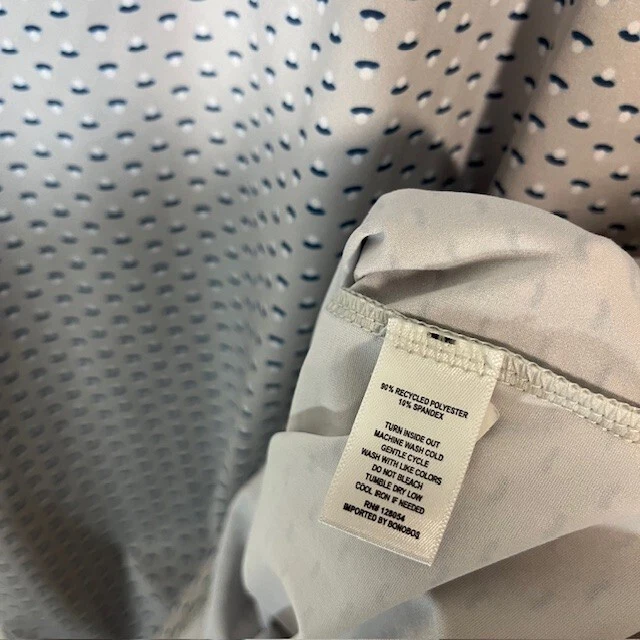 90% RECYCLED POLYESTER
10% SPANDEX
TURN INSIDE OUT
MACHINE WASH COLD
GENTLE CYCLE
WASH WITH LIKE COLORS
DO NOT BLEACH
TUMBLE DRY LOW
COOL IRON IF NEEDED
RN# 128054
IMPORTED BY BONOBOS